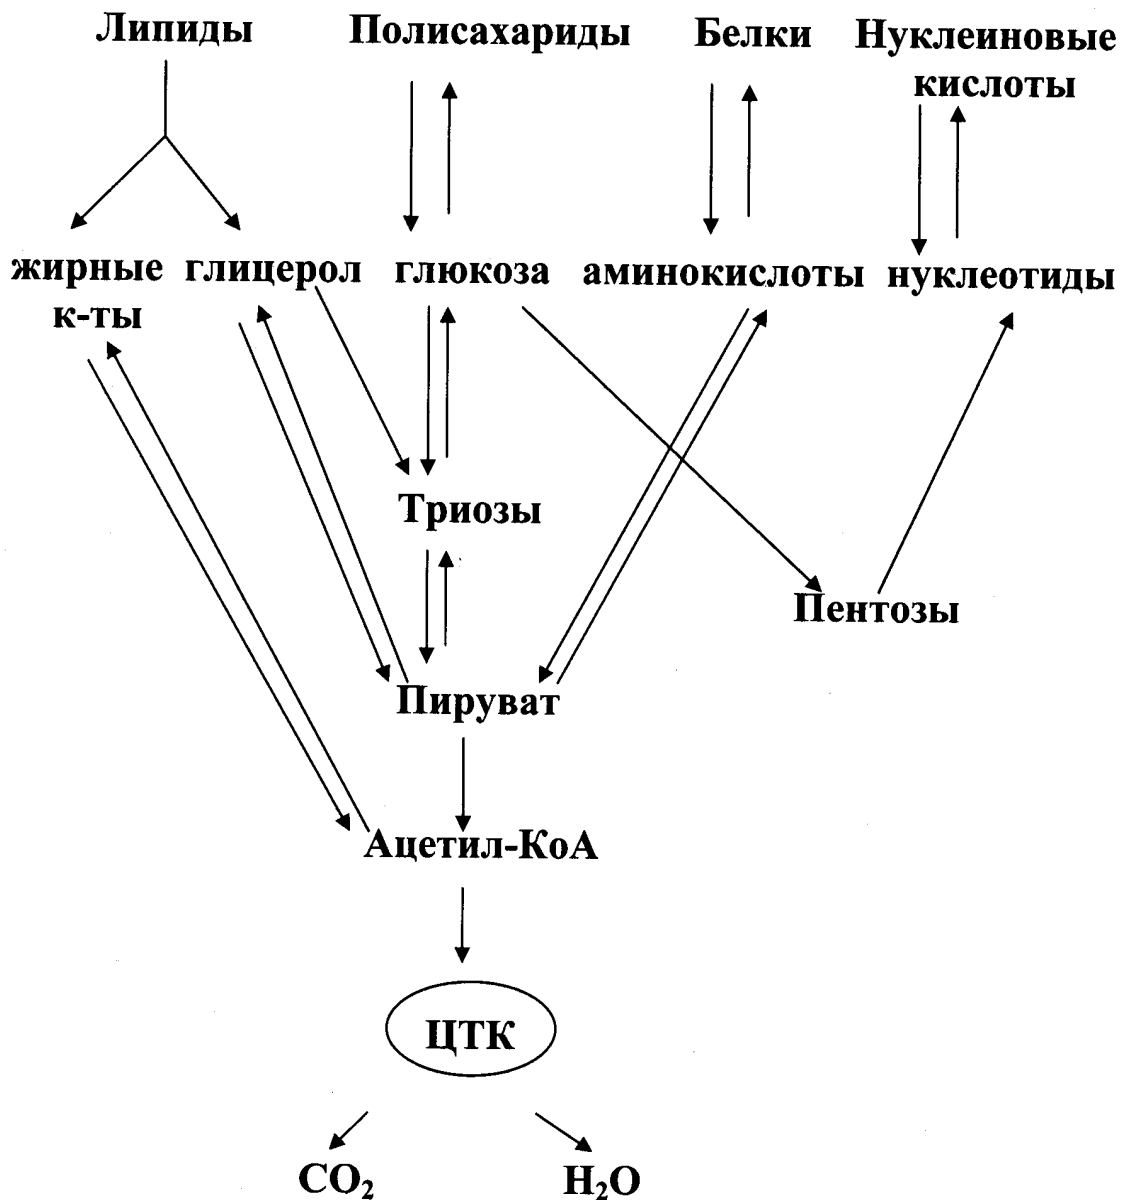 Липиды Полисахариды Белки Нуклеиновые
кислоты
жирные глицерол глюкоза аминокислоты нуклеотиды
к-ты
Триозы
Пентозы
Пируват
Ацетил-КоА
ЦТК
CO₂ H₂O